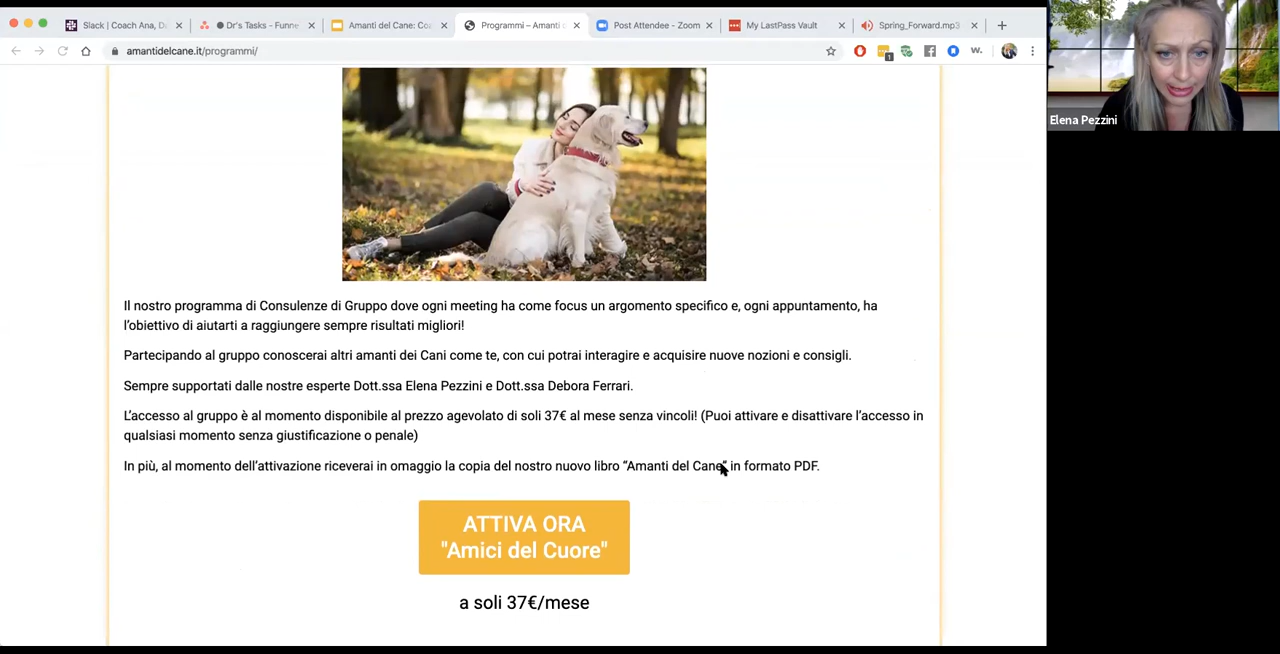 Slack | Coach Ana, D
Dr's Tasks - Funne
Amanti del Cane: Co
Programmi – Amanti d
Post Attendee - Zoom
My LastPass Vault
Spring_Forward.mp3
amantidelcane.it/programmi/
Elena Pezzini
Il nostro programma di Consulenze di Gruppo dove ogni meeting ha come focus un argomento specifico e, ogni appuntamento, ha
l'obiettivo di aiutarti a raggiungere sempre risultati migliori!
Partecipando al gruppo conoscerai altri amanti dei Cani come te, con cui potrai interagire e acquisire nuove nozioni e consigli.
Sempre supportati dalle nostre esperte Dott.ssa Elena Pezzini e Dott.ssa Debora Ferrari.
L'accesso al gruppo è al momento disponibile al prezzo agevolato di soli 37€ al mese senza vincoli! (Puoi attivare e disattivare l'accesso in
qualsiasi momento senza giustificazione o penale)
In più, al momento dell'attivazione riceverai in omaggio la copia del nostro nuovo libro “Amanti del Cane” in formato PDF.
ATTIVA ORA
"Amici del Cuore"
a soli 37€/mese